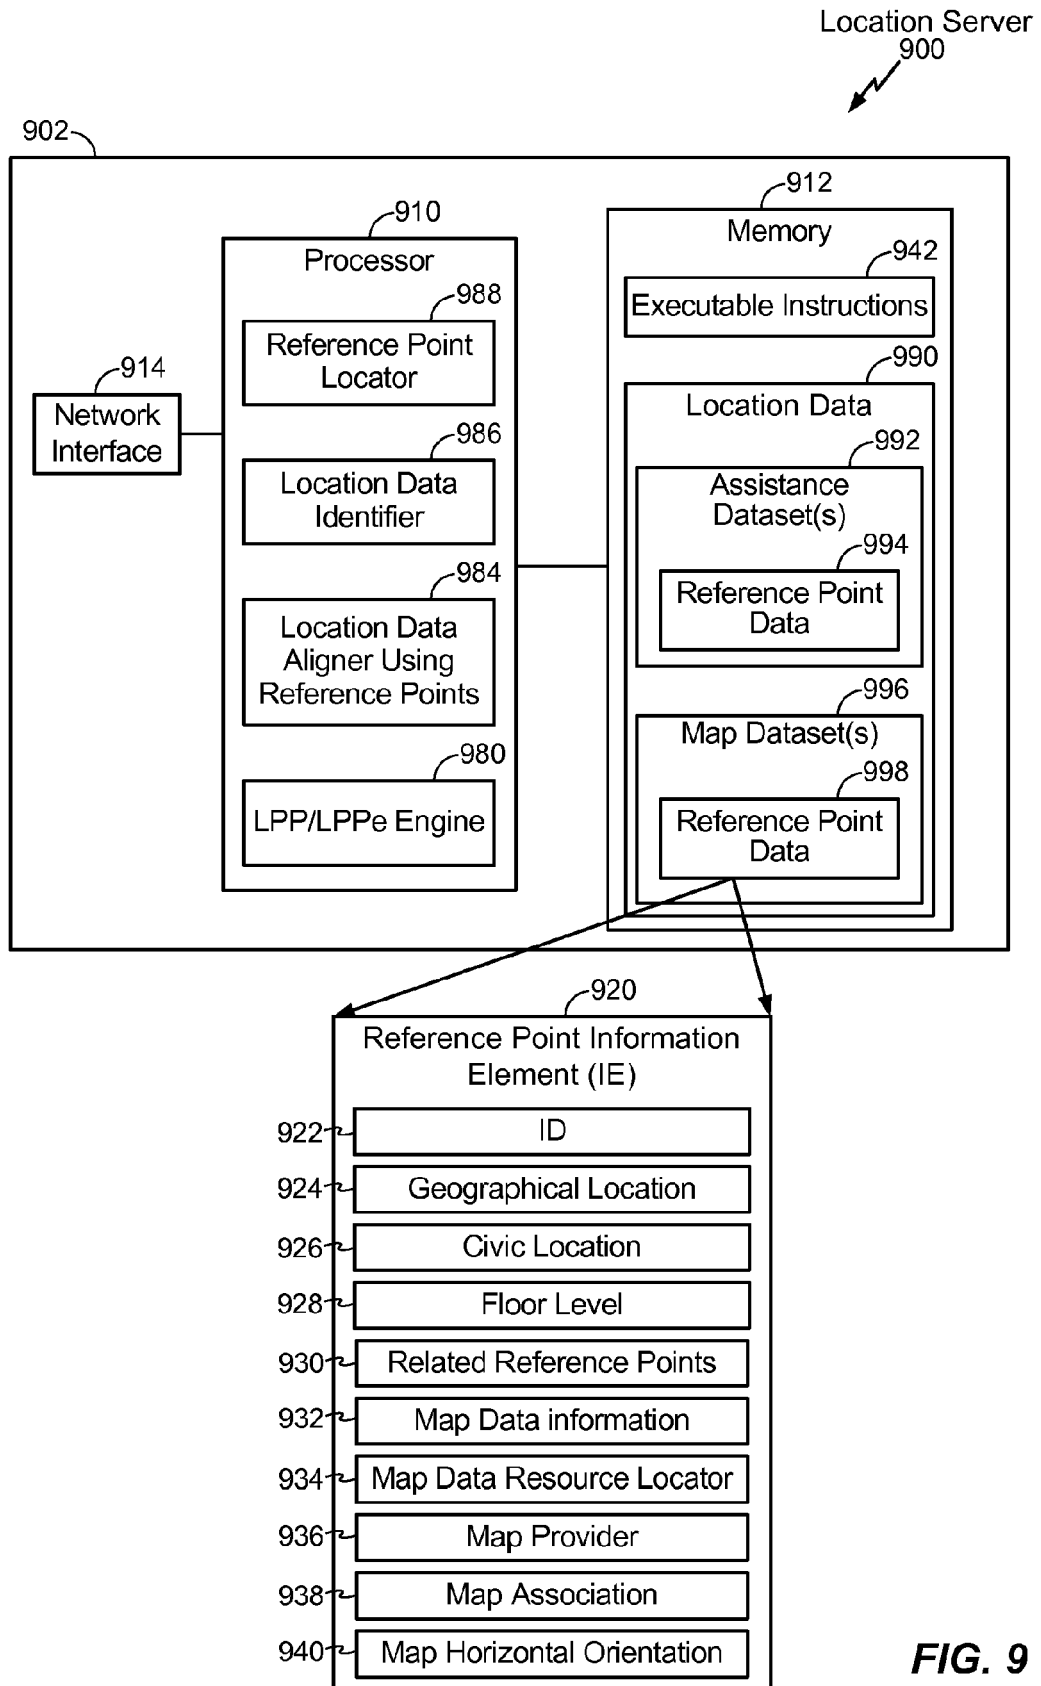 Location Server
900
902
912
Memory
910
Processor
942
Executable Instructions
988
Reference Point
Locator
914
Network
Interface
990
Location Data
986
Location Data
Identifier
992
Assistance
Dataset(s)
994
Reference Point
Data
984
Location Data
Aligner Using
Reference Points
996
Map Dataset(s)
980
LPP/LPPe Engine
998
Reference Point
Data
920
Reference Point Information
Element (IE)
922
ID
924
Geographical Location
926
Civic Location
928
Floor Level
930
Related Reference Points
932
Map Data information
934
Map Data Resource Locator
936
Map Provider
938
Map Association
940
Map Horizontal Orientation
FIG. 9